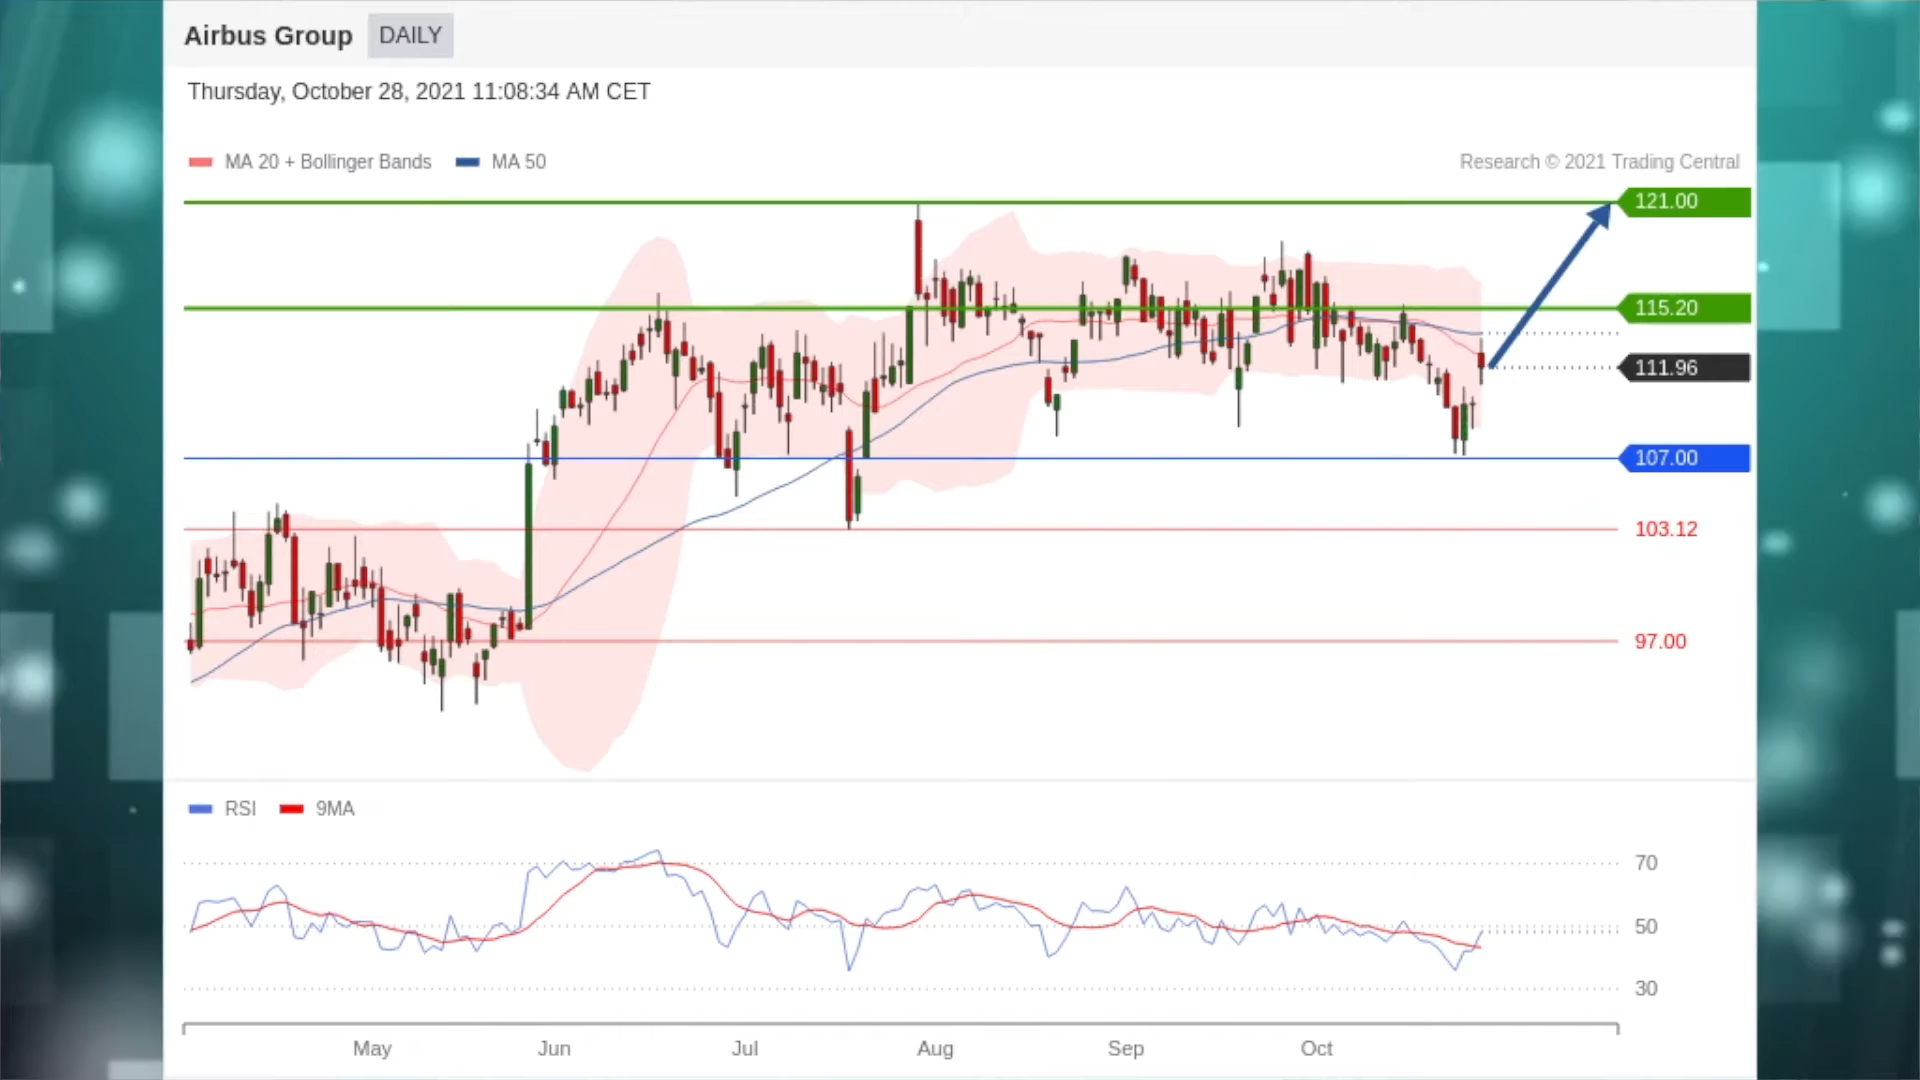 Airbus Group DAILY
Thursday, October 28, 2021 11:08:34 AM CET
MA 20 + Bollinger Bands MA 50 Research © 2021 Trading Central
121.00
115.20
111.96
107.00
103.12
97.00
RSI 9MA
70
50
30
May Jun Jul Aug Sep Oct